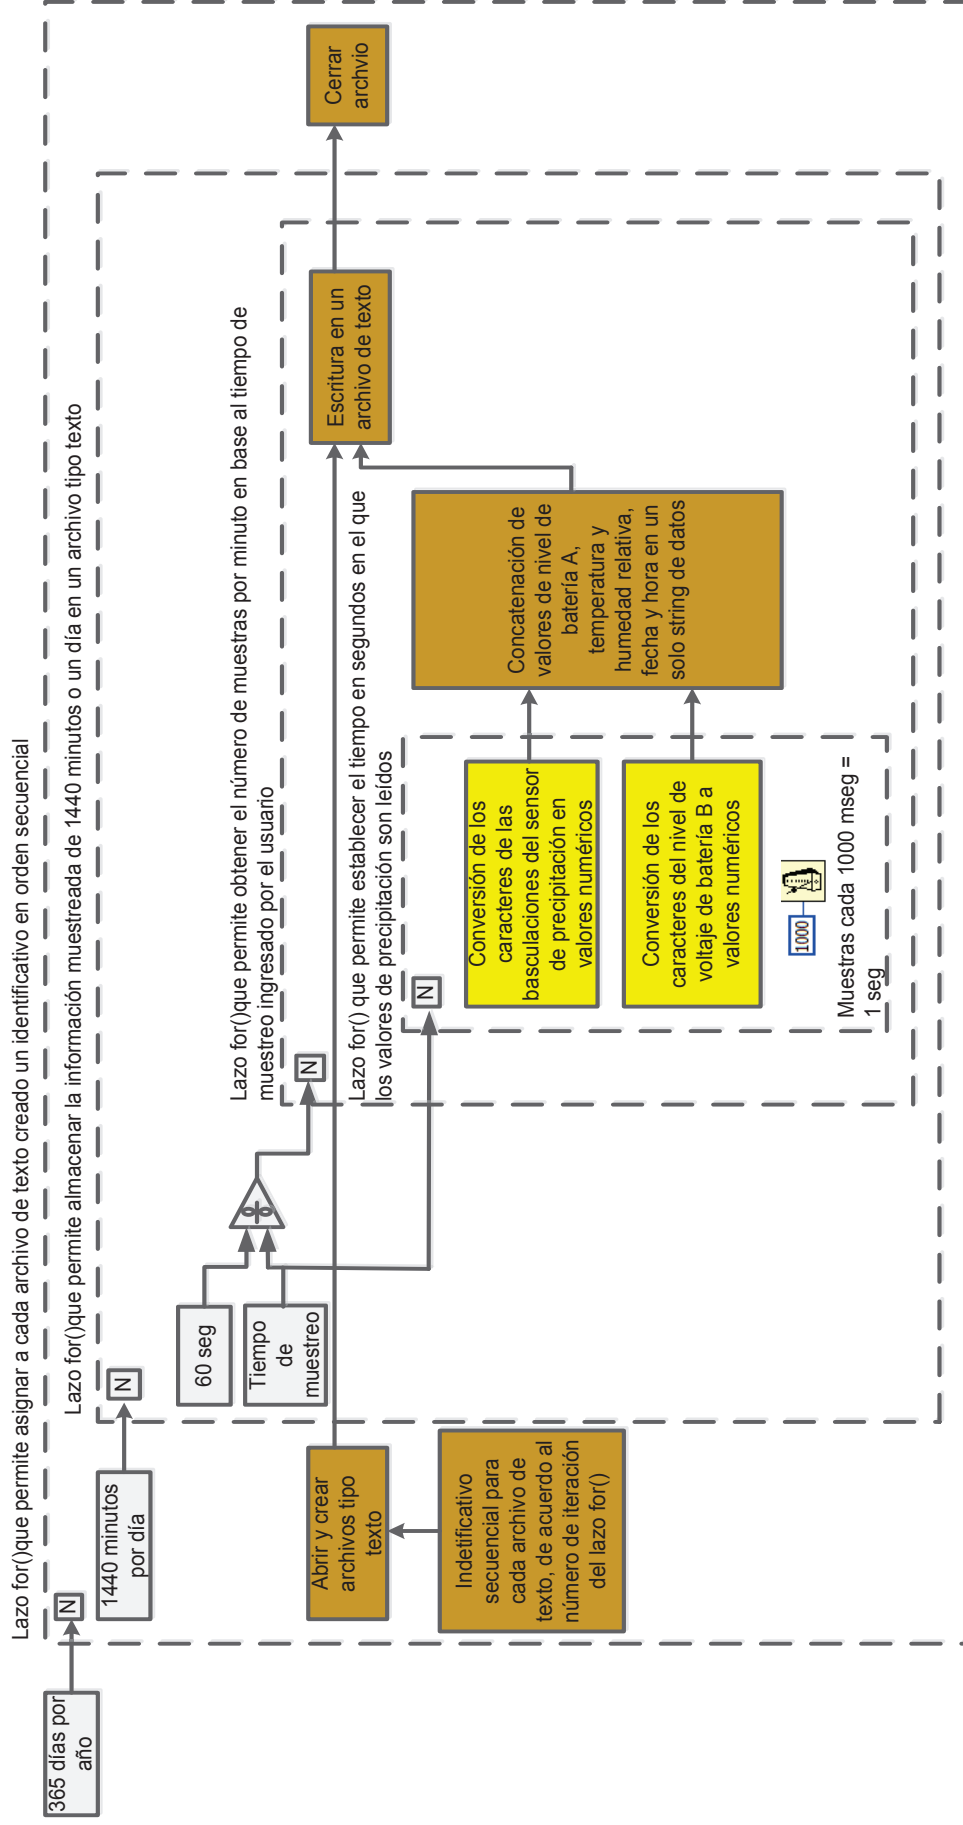 Lazo for()que permite asignar a cada archivo de texto creado un identificativo en orden secuencial
365 días por
año
N
Lazo for()que permite almacenar la información muestreada de 1440 minutos o un día en un archivo tipo texto
1440 minutos
por día
N
60 seg
Tiempo
de
muestreo
Lazo for()que permite obtener el número de muestras por minuto en base al tiempo de
muestreo ingresado por el usuario
N
Abrir y crear
archivos tipo
texto
Indetificativo
secuencial para
cada archivo de
texto, de acuerdo al
número de iteración
del lazo for()
Lazo for() que permite establecer el tiempo en segundos en el que
los valores de precipitación son leídos
N
Conversión de los
caracteres de las
basculaciones del sensor
de precipitación en
valores numéricos
Conversión de los
caracteres del nivel de
voltaje de batería B a
valores numéricos
1000
Muestras cada 1000 mseg =
1 seg
Concatenación de
valores de nivel de
batería A,
temperatura y
humedad relativa,
fecha y hora en un
solo string de datos
Escritura en un
archivo de texto
Cerrar
archvio